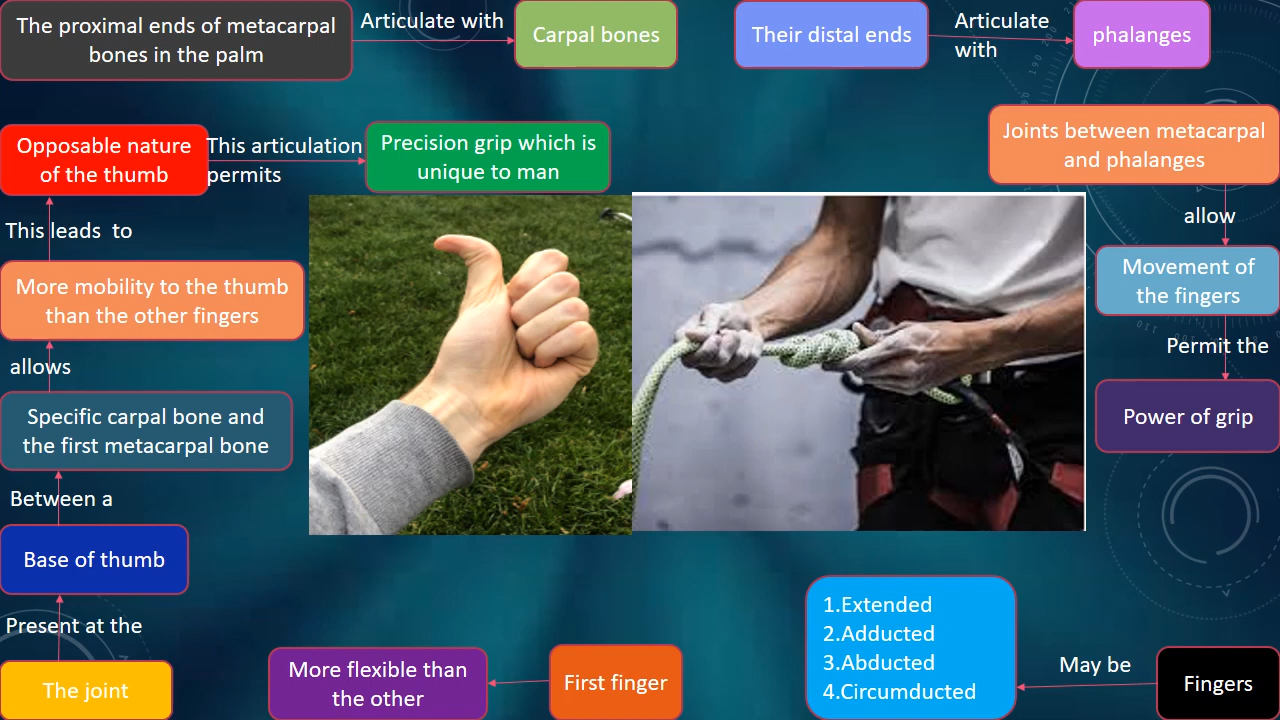 The proximal ends of metacarpal
bones in the palm
Articulate with
Carpal bones
Their distal ends
Articulate
with
phalanges
Opposable nature
of the thumb
This articulation
permits
Precision grip which is
unique to man
Joints between metacarpal
and phalanges
This leads to
allow
More mobility to the thumb
than the other fingers
Movement of
the fingers
allows
Permit the
Specific carpal bone and
the first metacarpal bone
Power of grip
Between a
Base of thumb
Present at the
The joint
More flexible than
the other
First finger
1.Extended
2.Adducted
3.Abducted
4.Circumducted
May be
Fingers